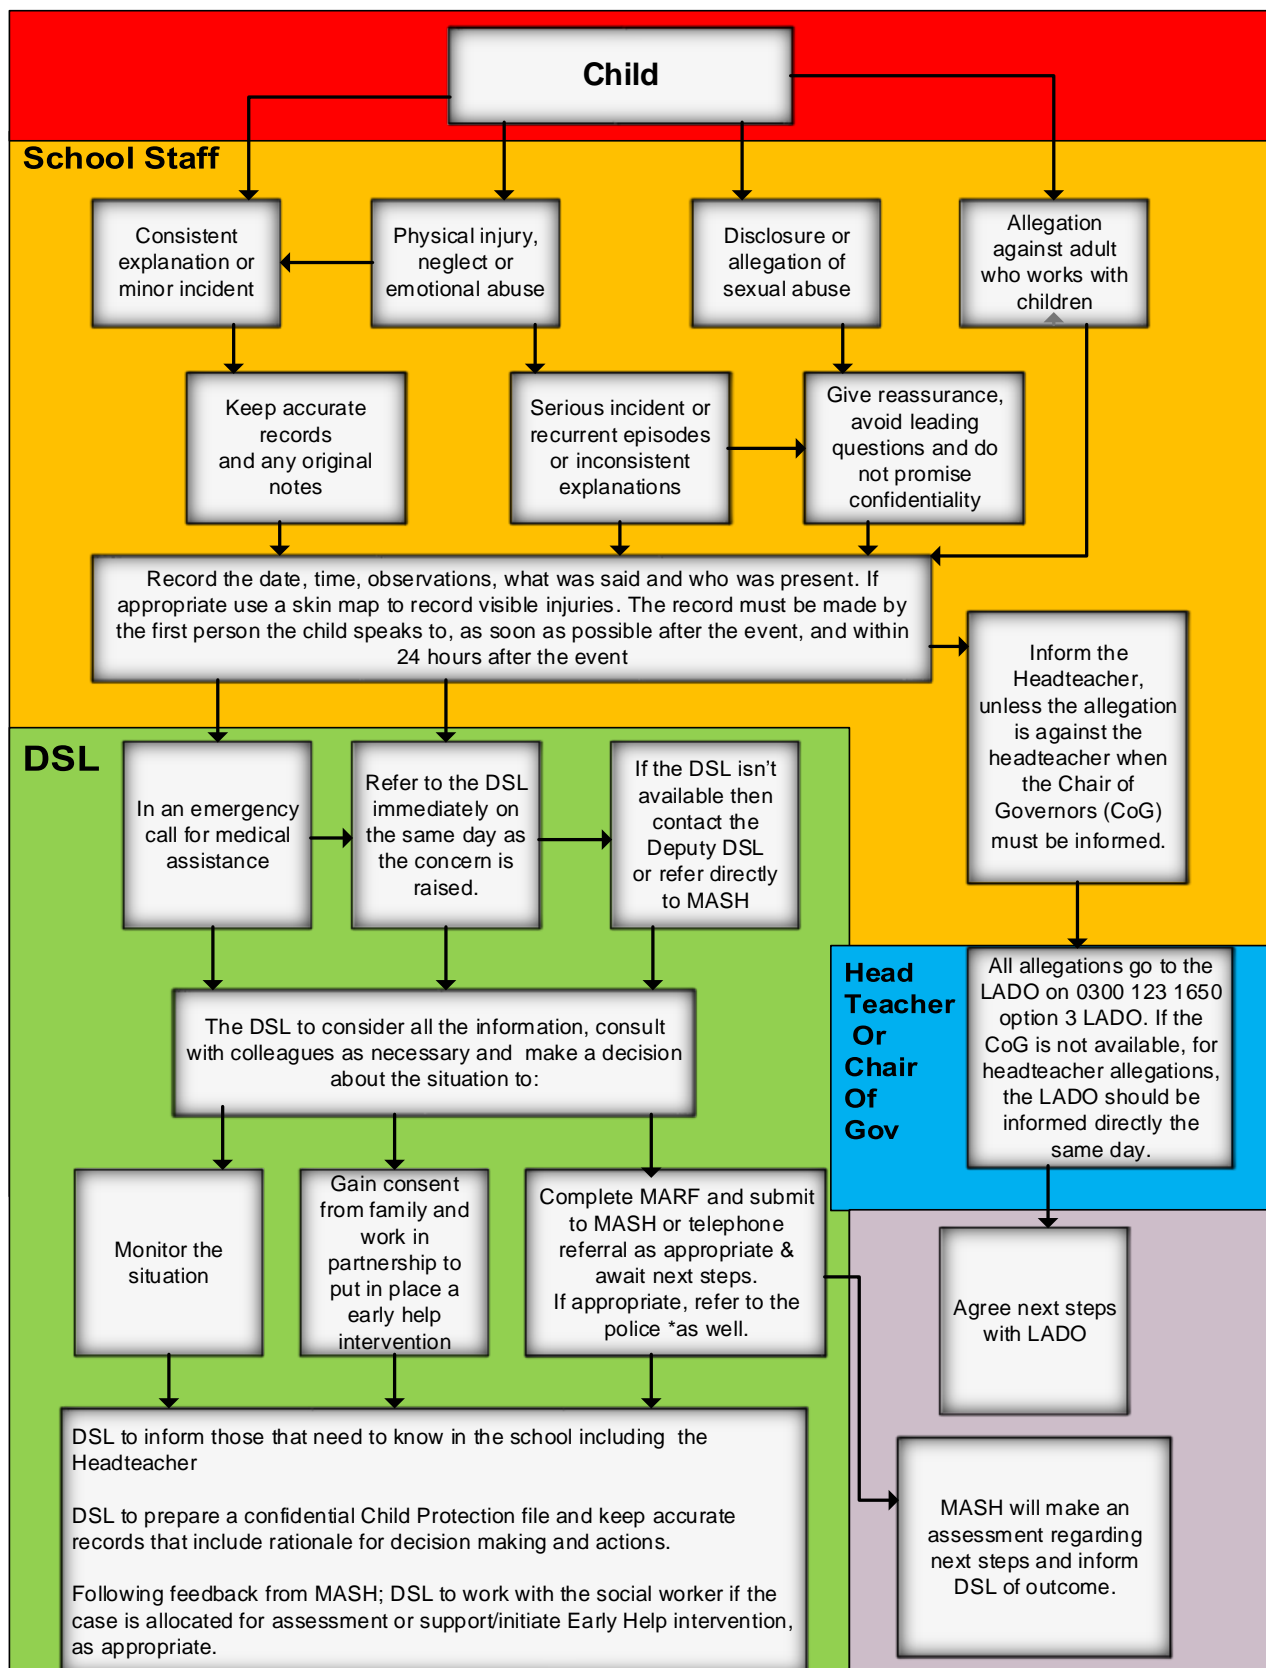 Child
School Staff
Consistent
explanation or
minor incident
Physical injury,
neglect or
emotional abuse
Disclosure or
allegation of
sexual abuse
Allegation
against adult
who works with
children
Keep accurate
records
and any original
notes
Serious incident or
recurrent episodes
or inconsistent
explanations
Give reassurance,
avoid leading
questions and do
not promise
confidentiality
Record the date, time, observations, what was said and who was present. If
appropriate use a skin map to record visible injuries. The record must be made by
the first person the child speaks to, as soon as possible after the event, and within
24 hours after the event
Inform the
Headteacher,
unless the allegation
is against the
headteacher when
the Chair of
Governors (CoG)
must be informed.
DSL
In an emergency
call for medical
assistance
Refer to the DSL
immediately on
the same day as
the concern is
raised.
If the DSL isn't
available then
contact the
Deputy DSL
or refer directly
to MASH
Head
Teacher
Or
Chair
Of
Gov
All allegations go to the
LADO on 0300 123 1650
option 3 LADO. If the
CoG is not available, for
headteacher allegations,
the LADO should be
informed directly the
same day.
The DSL to consider all the information, consult
with colleagues as necessary and make a decision
about the situation to:
Monitor the
situation
Gain consent
from family and
work in
partnership to
put in place a
early help
intervention
Complete MARF and submit
to MASH or telephone
referral as appropriate &
await next steps.
If appropriate, refer to the
police *as well.
Agree next steps
with LADO
DSL to inform those that need to know in the school including the
Headteacher
DSL to prepare a confidential Child Protection file and keep accurate
records that include rationale for decision making and actions.
Following feedback from MASH; DSL to work with the social worker if the
case is allocated for assessment or support/initiate Early Help intervention,
as appropriate.
MASH will make an
assessment regarding
next steps and inform
DSL of outcome.